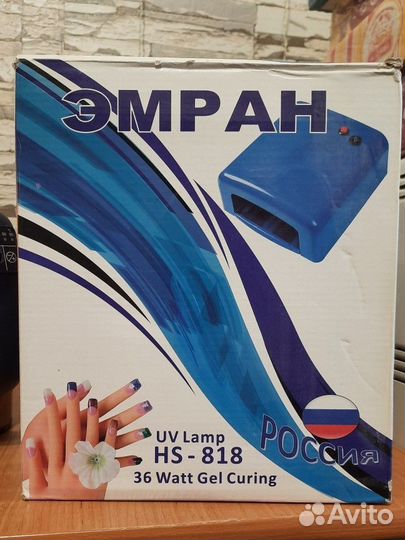 ЭМРАН
UV Lamp
HS - 818
36 Watt Gel Curing
РОССИЯ
Avito